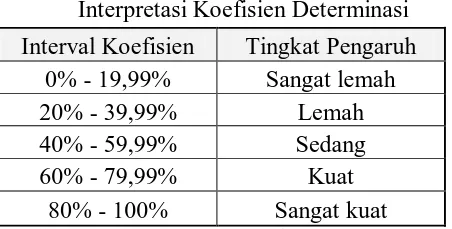 Interpretasi Koefisien Determinasi
Interval Koefisien Tingkat Pengaruh
0% - 19,99% Sangat lemah
20% - 39,99% Lemah
40% - 59,99% Sedang
60% - 79,99% Kuat
80% - 100% Sangat kuat